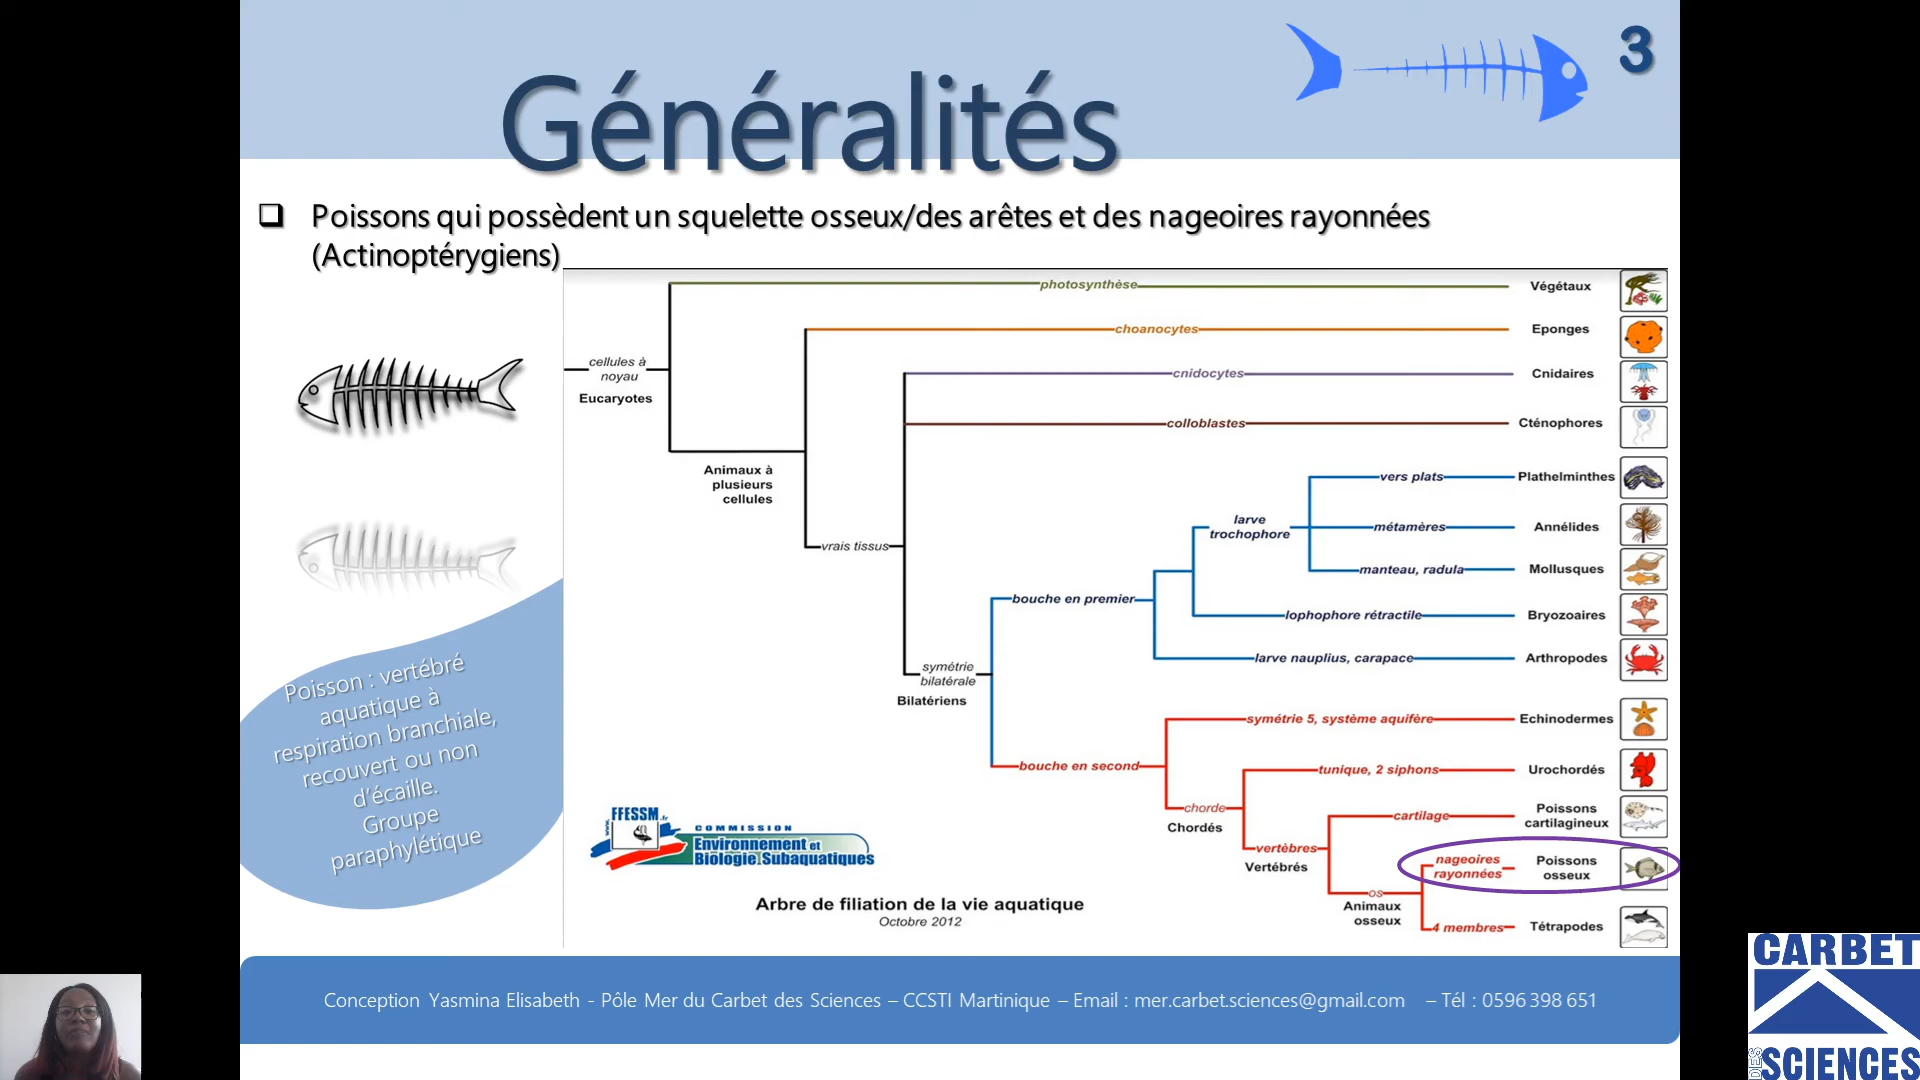 3
Généralités
Poissons qui possèdent un squelette osseux/des arêtes et des nageoires rayonnées
(Actinoptérygiens)
photosynthèse
Végétaux
choanocytes
Eponges
cellules à
noyau
Eucaryotes
cnidocytes
Cnidaires
colloblastes
Cténophores
Animaux à
plusieurs
cellules
vers plats
Plathelminthes
larve
trochophore
métamères
Annélides
vrais tissus
manteau, radula
Mollusques
bouche en premier
lophophore rétractile
Bryozoaires
larve nauplius, carapace
Arthropodes
symétrie
bilatérale
Bilatériens
symétrie 5, système aquifère
Echinodermes
bouche en second
tunique, 2 siphons
Urochordés
chorde
Chordés
cartilage
Poissons
cartilagineux
vertèbres
Vertébrés
nageoires
rayonnées
Poissons
osseux
os
Animaux
osseux
4 membres
Tétrapodes
Poisson : vertébré
aquatique à
respiration branchiale,
recouvert ou non
d'écaille.
Groupe
paraphylétique
www.
FFESSM.fr
COMMISSION
Environnement et
Biologie Subaquatiques
Arbre de filiation de la vie aquatique
Octobre 2012
Conception Yasmina Elisabeth - Pôle Mer du Carbet des Sciences – CCSTI Martinique – Email : mer.carbet.sciences@gmail.com – Tél : 0596 398 651
CARBET
DES SCIENCES